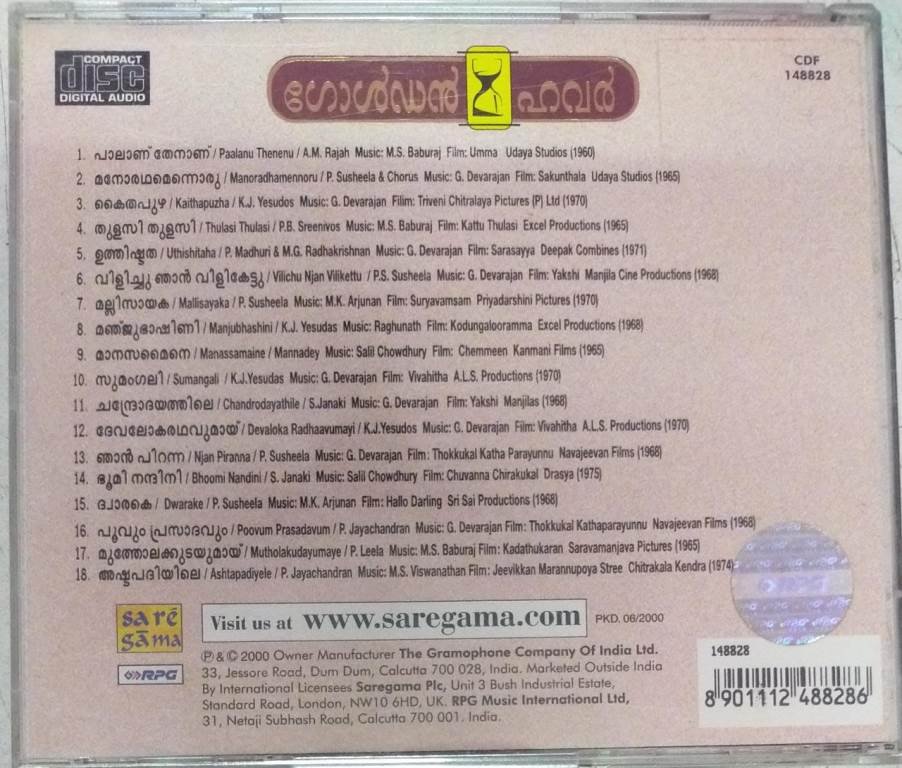 COMPACT
disc
DIGITAL AUDIO
ഗോൾഡൻ ഹവർ
CDF
148828
1. പാലാണ് തേനാണ് / Paalanu Thenenu / A.M. Rajah Music: M.S. Baburaj Film: Umma Udaya Studios (1960)
2. മനോരഥമെന്നൊരു / Manoradhamennoru / P. Susheela & Chorus Music: G. Devarajan Film: Sakunthala Udaya Studios (1965)
3. കൈതപുഴ / Kaithapuzha / K.J. Yesudos Music: G. Devarajan Fililm: Triveni Chitralaya Pictures (P) Ltd (1970)
4. തുളസി തുളസി / Thulasi Thulasi / P.B. Sreenivos Music: M.S. Baburaj Film: Kattu Thulasi Excel Productions (1965)
5. ഉത്തിഷ്ടത / Uthishitaha / P. Madhuri & M.G. Radhakrishnan Music: G. Devarajan Film: Sarasayya Deepak Combines (1971)
6. വിളിച്ചു ഞാൻ വിളികേട്ടു / Vilichu Njan Vilikettu / P.S. Susheela Music: G. Devarajan Film: Yakshi Manjila Cine Productions (1968)
7. മല്ലിസായക / Mallisayaka / P. Susheela Music: M.K. Arjunan Film: Suryavamsam Priyadarshini Pictures (1970)
8. മഞ്ജുഭാഷിണി / Manjubhashini / K.J. Yesudas Music: Raghunath Film: Kodungalooramma Excel Productions (1968)
9. മാനസമൈനെ / Manassamaine / Mannadey Music: Salil Chowdhury Film: Chemmeen Kanmani Films (1965)
10. സുമംഗലി / Sumangali / K.J.Yesudas Music: G. Devarajan Film: Vivahitha A.L.S. Productions (1970)
11. ചന്ദ്രോദയത്തിലെ / Chandrodayathile / S.Janaki Music: G. Devarajan Film: Yakshi Manjilas (1968)
12. ദേവലോകരഥവുമായ് / Devaloka Radhaavumayi / K.J.Yesudos Music: G. Devarajan Film: Vivahitha A.L.S. Productions (1970)
13. ഞാൻ പിറന്ന / Njan Piranna / P. Susheela Music: G. Devarajan Film: Thokkukal Katha Parayunnu Navajeevan Films (1968)
14. ഭൂമി നന്ദിനി / Bhoomi Nandini / S. Janaki Music: Salil Chowdhury Film: Chuvanna Chirakukal Drasya (1975)
15. ദ്വാരകെ / Dwarake / P. Susheela Music: M.K. Arjunan Film: Hallo Darling Sri Sai Productions (1968)
16. പൂവും പ്രസാദവും / Poovum Prasadavum / P. Jayachandran Music: G. Devarajan Film: Thokkukal Kathaparayunnu Navajeevan Films (1968)
17. മുത്തോലക്കുടയുമായ് / Mutholakudayumaye / P. Leela Music: M.S. Baburaj Film: Kadathukaran Saravamanjava Pictures (1965)
18. അഷ്ടപദിയിലെ / Ashtapadiyele / P. Jayachandran Music: M.S. Viswanathan Film: Jeevikkan Marannupoya Stree Chitrakala Kendra (1974)
sa rē
gā ma
RPG
Visit us at www.saregama.com
PKD. 06/2000
℗ & © 2000 Owner Manufacturer The Gramophone Company Of India Ltd.
33, Jessore Road, Dum Dum, Calcutta 700 028, India. Marketed Outside India
By International Licensees Saregama Plc, Unit 3 Bush Industrial Estate,
Standard Road, London, NW10 6HD, UK. RPG Music International Ltd,
31, Netaji Subhash Road, Calcutta 700 001. India.
148828
8 901112 488286